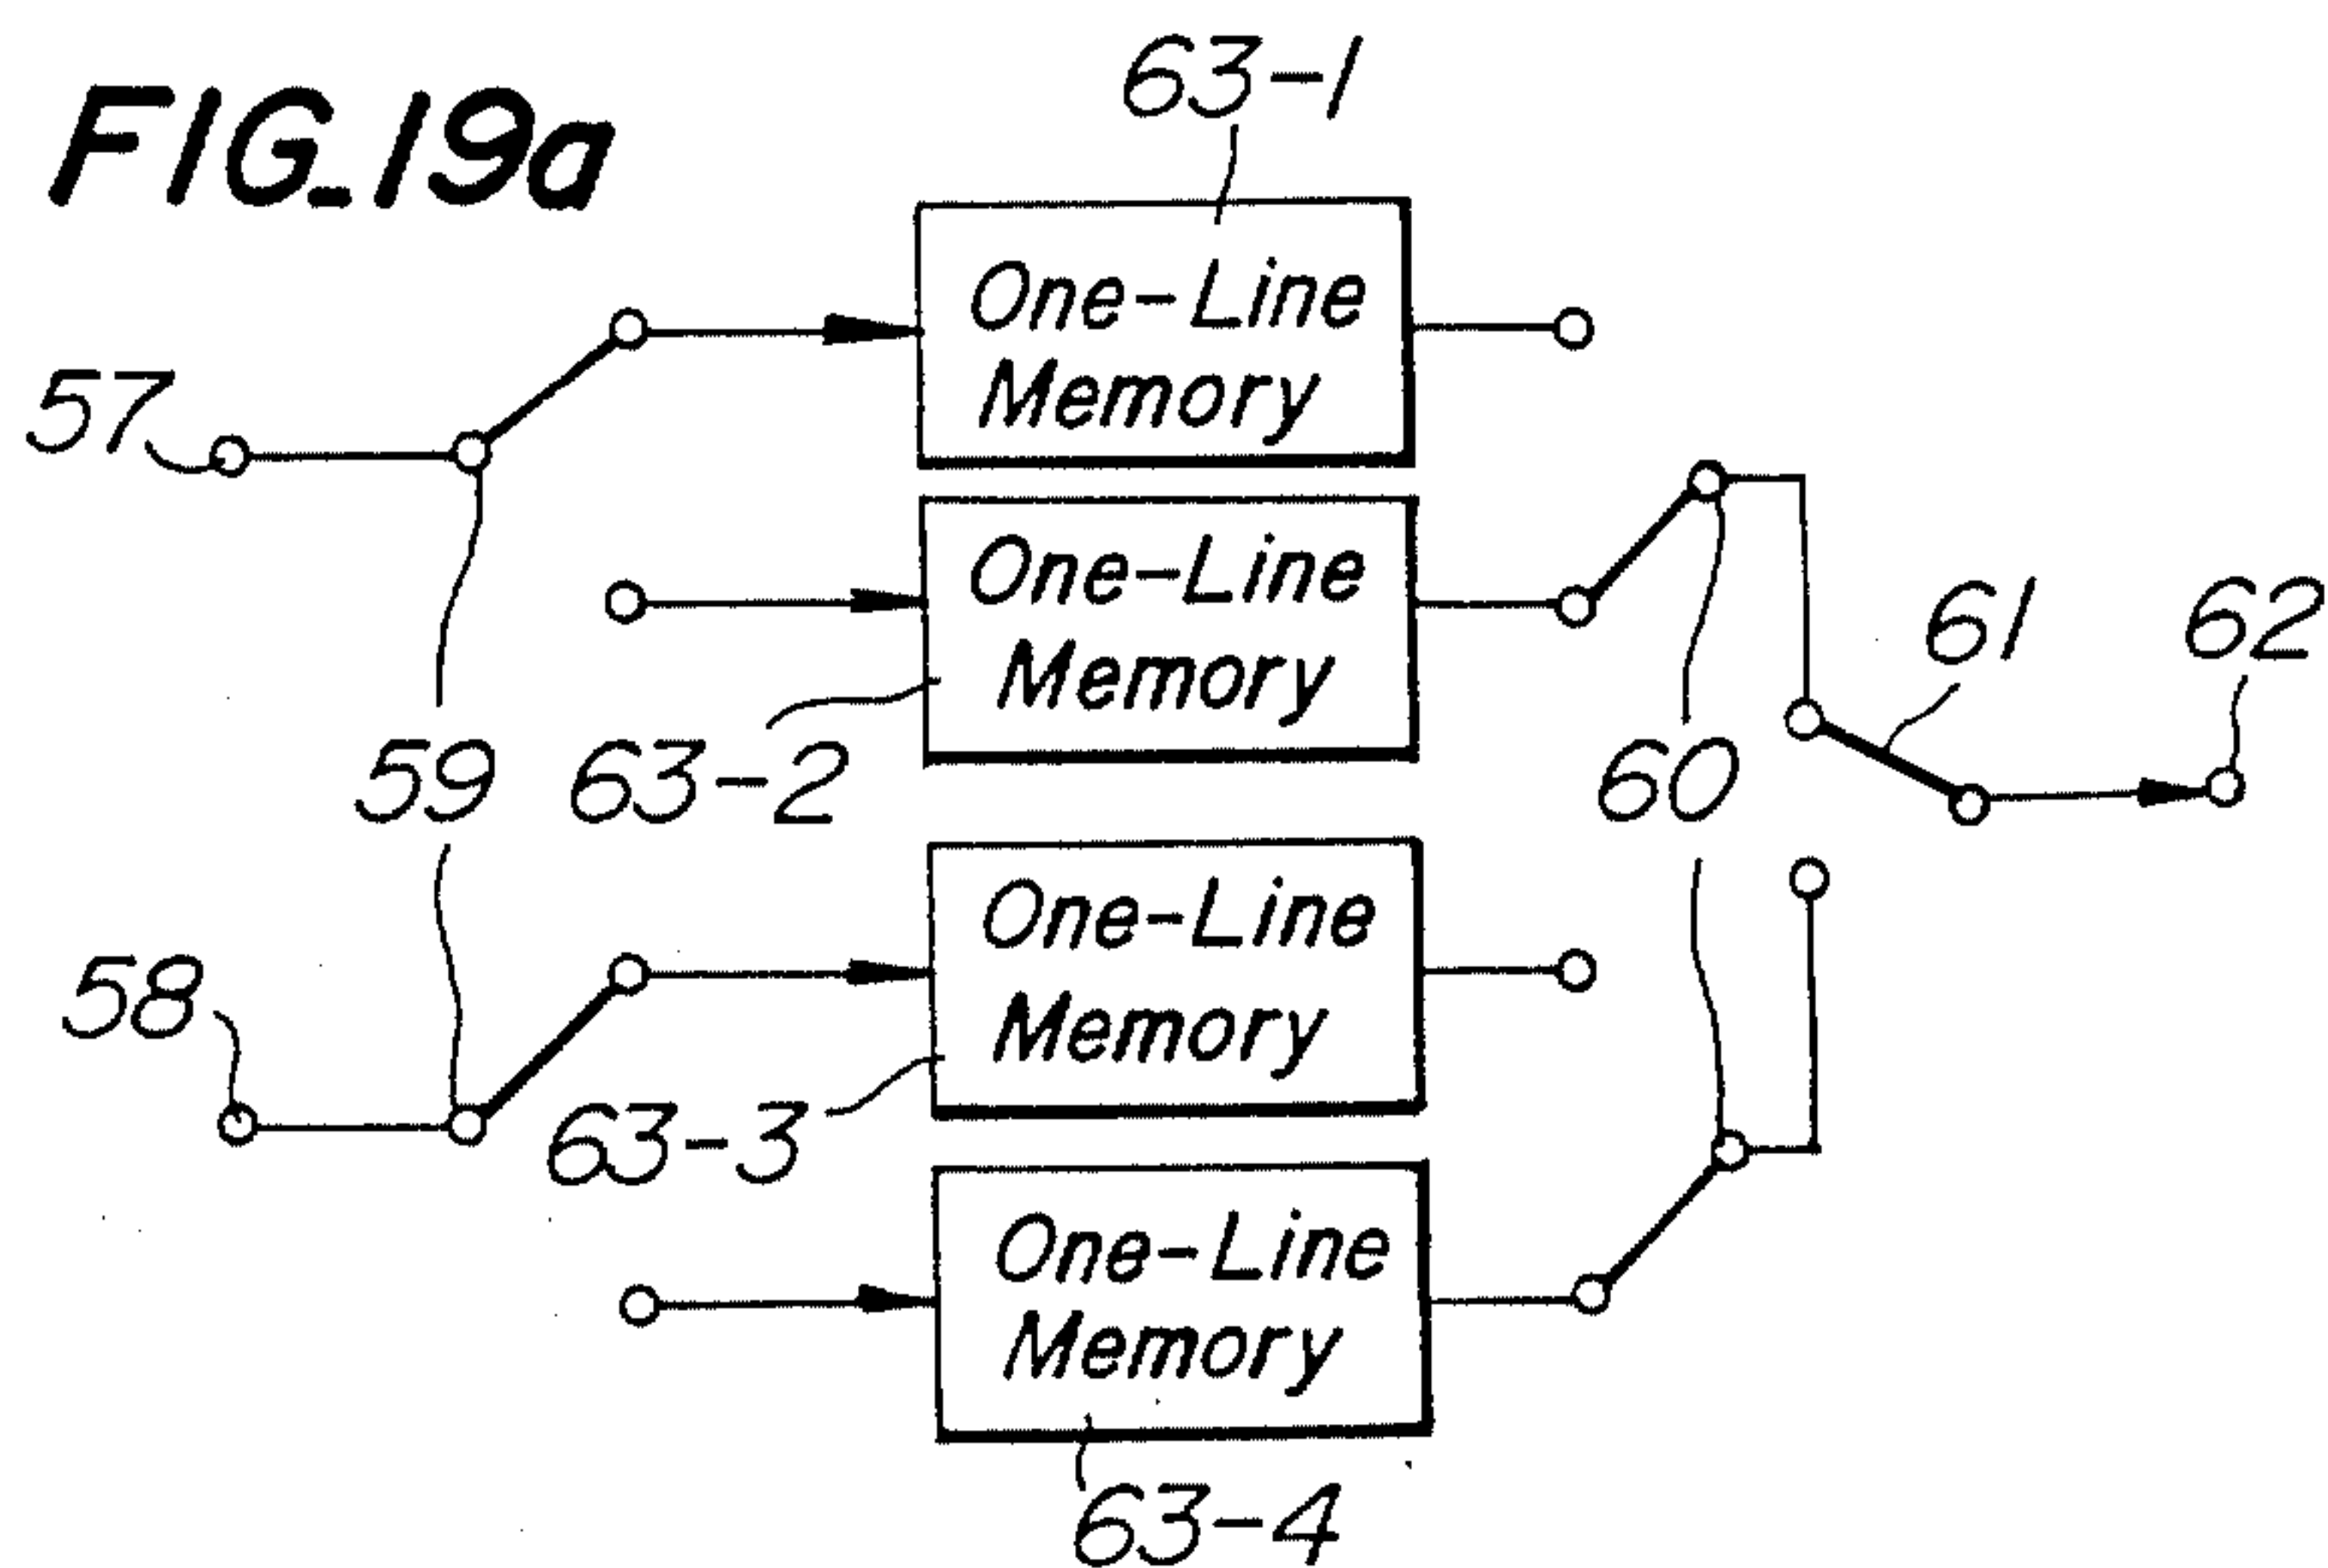 FIG. 19a
63-1
One-Line
Memory
57
One-Line
Memory
61
62
59
63-2
60
One-Line
Memory
58
63-3
One-Line
Memory
63-4